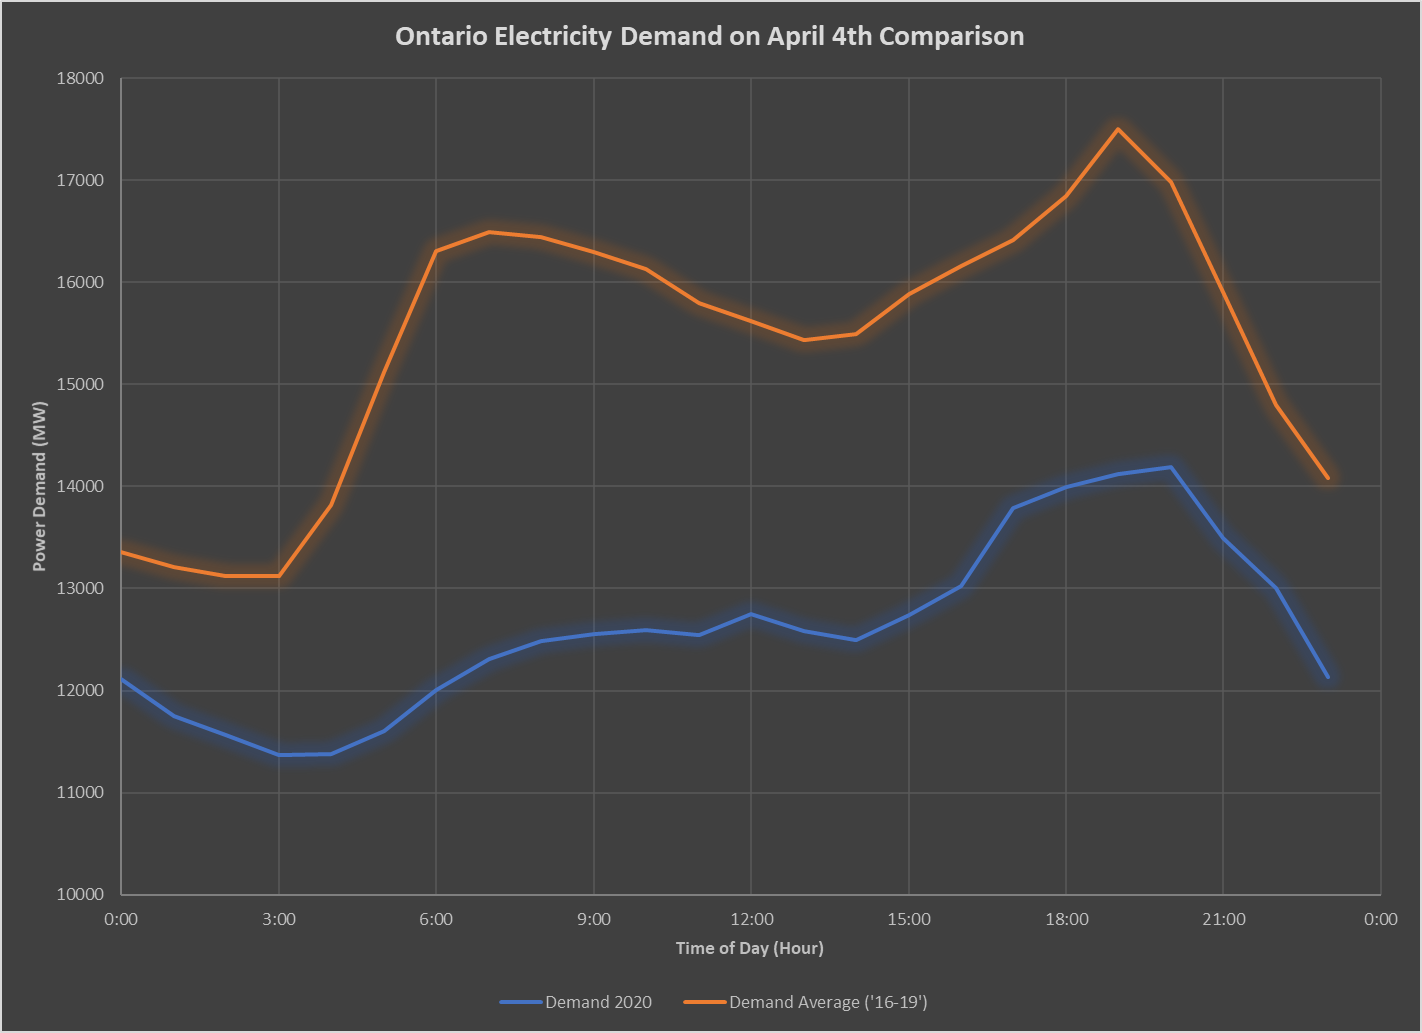 Ontario Electricity Demand on April 4th Comparison
18000
17000
16000
15000
14000
13000
12000
11000
10000
Power Demand (MW)
0:00 3:00 6:00 9:00 12:00 15:00 18:00 21:00 0:00
Time of Day (Hour)
Demand 2020 Demand Average ('16-19')